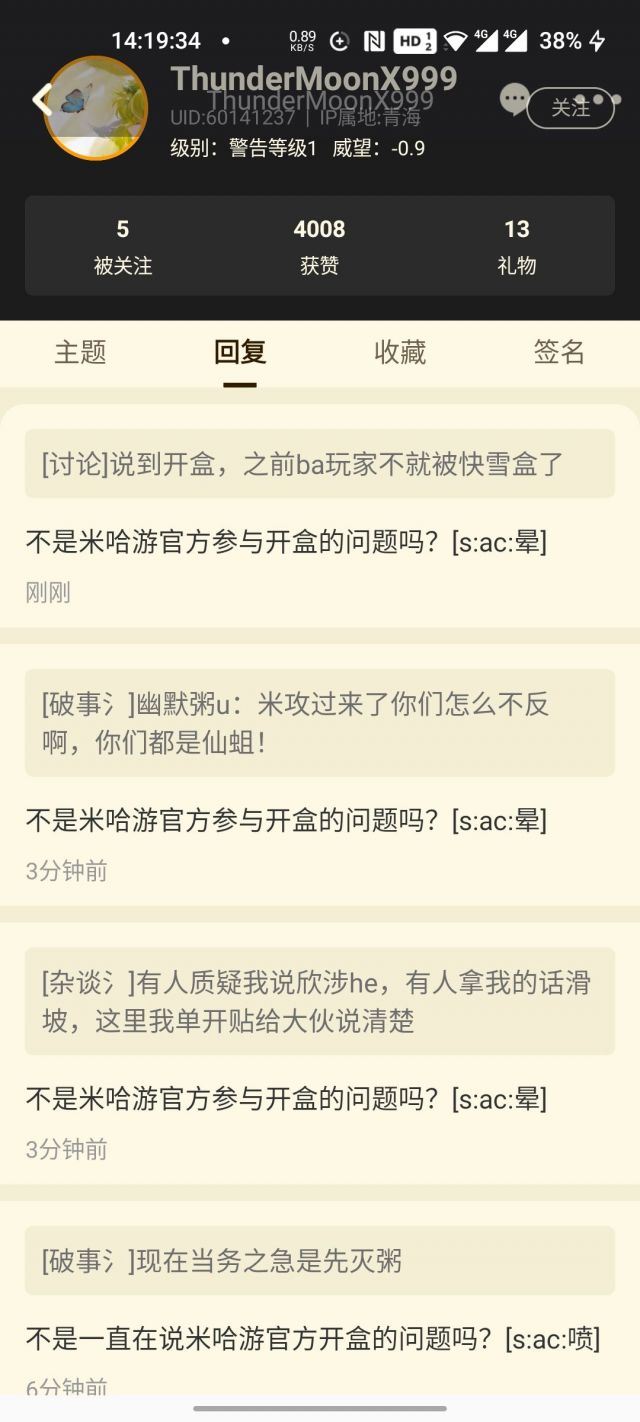 14:19:34
0.89
KB/S
HD 1 2
4G
4G
38%
ThunderMoonX999
ThunderMoonX999
关注
UID:60141237 | IP属地:青海
级别：警告等级1 威望：-0.9
5
4008
13
被关注
获赞
礼物
主题
回复
收藏
签名
[讨论]说到开盒，之前ba玩家不就被快雪盒了
不是米哈游官方参与开盒的问题吗？[s:ac:晕]
刚刚
[破事氵]幽默粥u：米攻过来了你们怎么不反
啊，你们都是仙蛆！
不是米哈游官方参与开盒的问题吗？[s:ac:晕]
3分钟前
[杂谈氵]有人质疑我说欣涉he，有人拿我的话滑
坡，这里我单开贴给大伙说清楚
不是米哈游官方参与开盒的问题吗？[s:ac:晕]
3分钟前
[破事氵]现在当务之急是先灭粥
不是一直在说米哈游官方开盒的问题吗？[s:ac:喷]
6分钟前